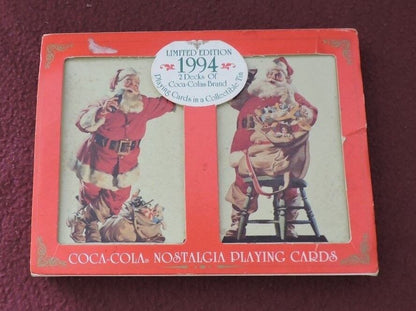 LIMITED EDITION
1994
2 Decks Of
Coca-Cola® Brand
Playing Cards in a Collectible Tin
COCA-COLA® NOSTALGIA PLAYING CARDS